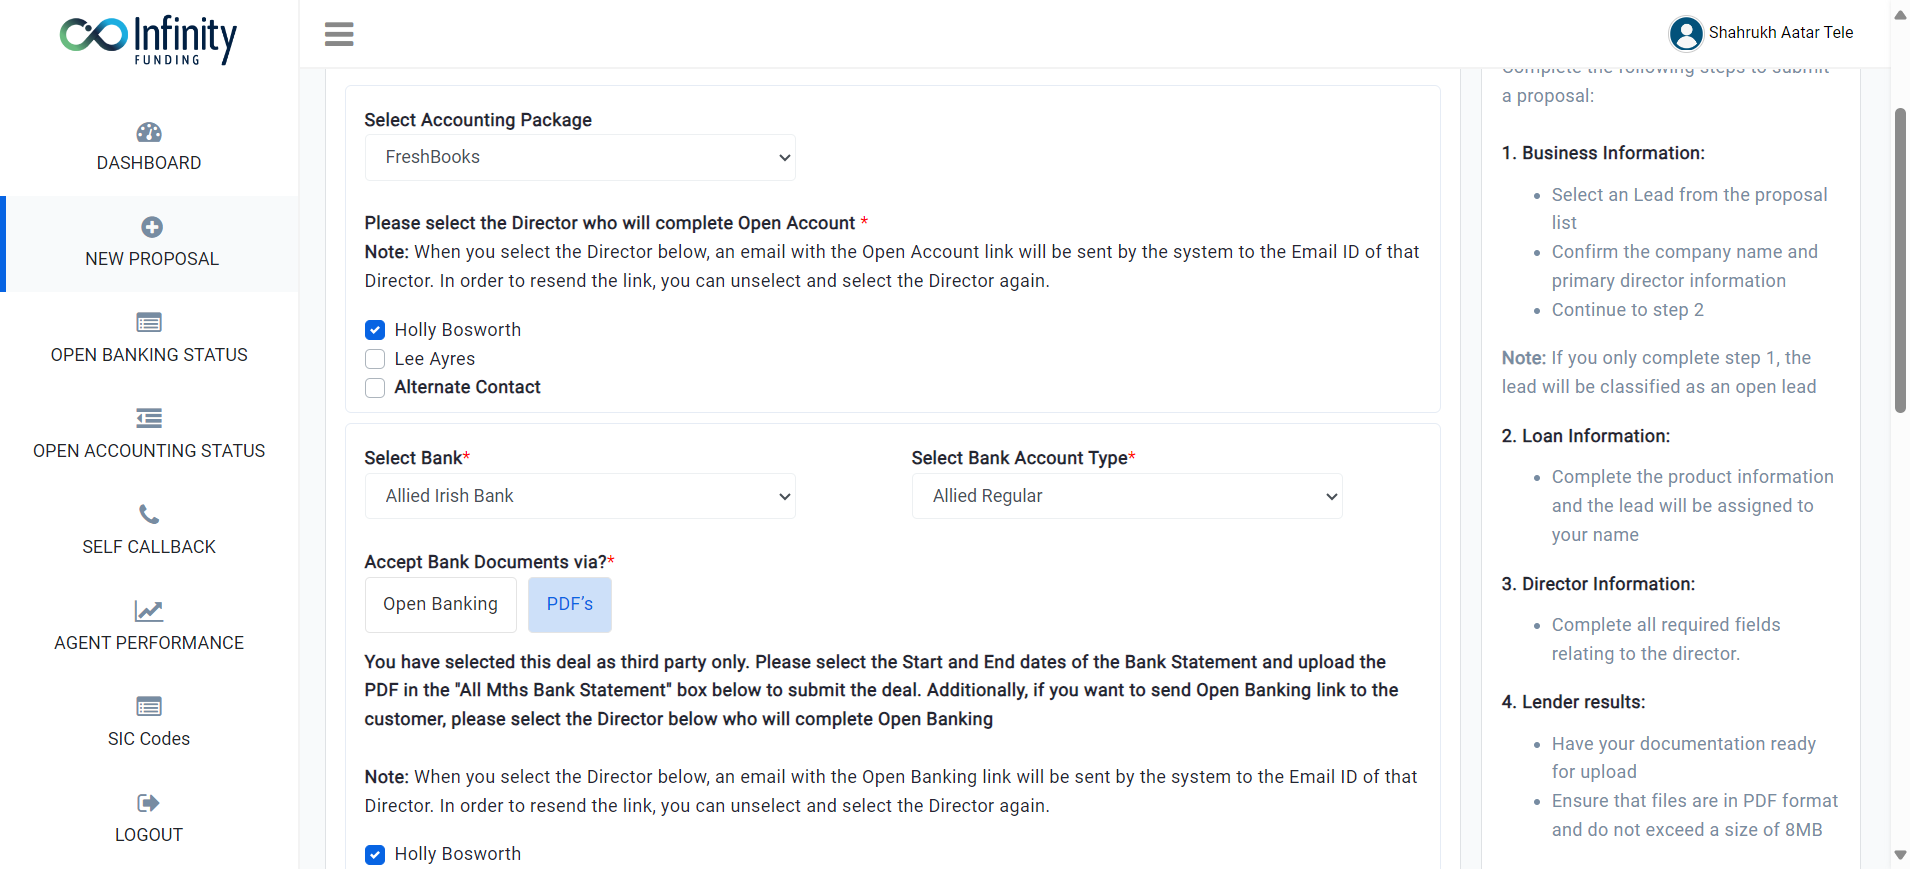 Infinity
FUNDING
Shahrukh Aatar Tele
DASHBOARD
NEW PROPOSAL
OPEN BANKING STATUS
OPEN ACCOUNTING STATUS
SELF CALLBACK
AGENT PERFORMANCE
SIC Codes
LOGOUT
Select Accounting Package
FreshBooks
Please select the Director who will complete Open Account *
Note: When you select the Director below, an email with the Open Account link will be sent by the system to the Email ID of that
Director. In order to resend the link, you can unselect and select the Director again.
Holly Bosworth
Lee Ayres
Alternate Contact
Select Bank*
Allied Irish Bank
Select Bank Account Type*
Allied Regular
Accept Bank Documents via?*
Open Banking
PDF’s
You have selected this deal as third party only. Please select the Start and End dates of the Bank Statement and upload the
PDF in the "All Mths Bank Statement" box below to submit the deal. Additionally, if you want to send Open Banking link to the
customer, please select the Director below who will complete Open Banking
Note: When you select the Director below, an email with the Open Banking link will be sent by the system to the Email ID of that
Director. In order to resend the link, you can unselect and select the Director again.
Holly Bosworth
Complete the following steps to submit
a proposal:
1. Business Information:
• Select an Lead from the proposal
list
• Confirm the company name and
primary director information
• Continue to step 2
Note: If you only complete step 1, the
lead will be classified as an open lead
2. Loan Information:
• Complete the product information
and the lead will be assigned to
your name
3. Director Information:
• Complete all required fields
relating to the director.
4. Lender results:
• Have your documentation ready
for upload
• Ensure that files are in PDF format
and do not exceed a size of 8MB